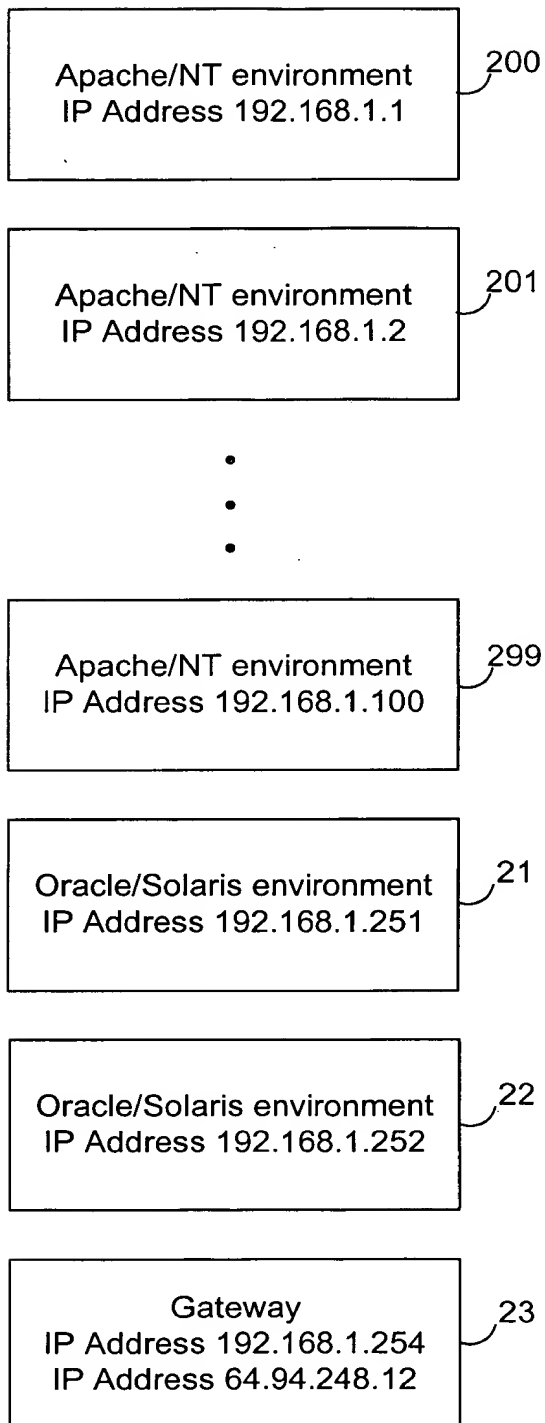 Apache/NT environment
IP Address 192.168.1.1
200
Apache/NT environment
IP Address 192.168.1.2
201
Apache/NT environment
IP Address 192.168.1.100
299
Oracle/Solaris environment
IP Address 192.168.1.251
21
Oracle/Solaris environment
IP Address 192.168.1.252
22
Gateway
IP Address 192.168.1.254
IP Address 64.94.248.12
23